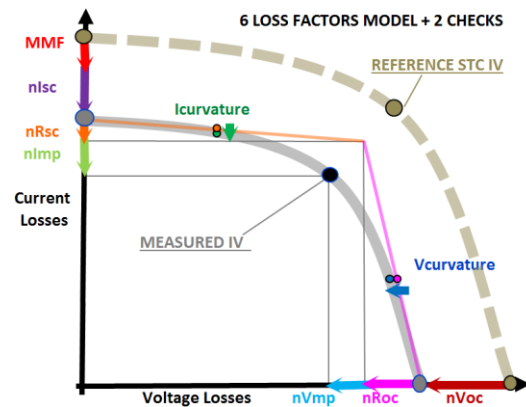 6 LOSS FACTORS MODEL + 2 CHECKS
MMF
REFERENCE STC IV
nIsc
Icurvature
nRsc
nImp
Current
Losses
MEASURED IV
Vcurvature
Voltage Losses
nVmp
nRoc
nVoc